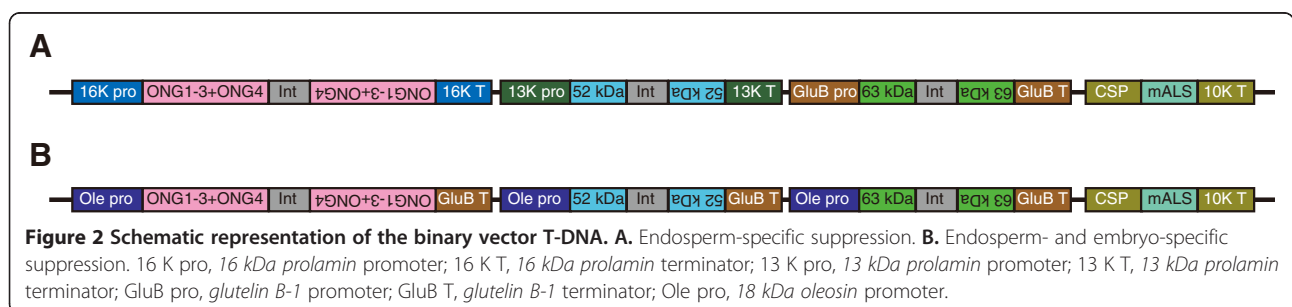 A
16K pro ONG1-3+ONG4 Int ONG1-3+ONG4 16K T 13K pro 52 kDa Int 52 kDa 13K T GluB pro 63 kDa Int 63 kDa GluB T CSP mALS 10K T
B
Ole pro ONG1-3+ONG4 Int ONG1-3+ONG4 GluB T Ole pro 52 kDa Int 52 kDa GluB T Ole pro 63 kDa Int 63 kDa GluB T CSP mALS 10K T
Figure 2 Schematic representation of the binary vector T-DNA. A. Endosperm-specific suppression. B. Endosperm- and embryo-specific
suppression. 16 K pro, 16 kDa prolamin promoter; 16 K T, 16 kDa prolamin terminator; 13 K pro, 13 kDa prolamin promoter; 13 K T, 13 kDa prolamin
terminator; GluB pro, glutelin B-1 promoter; GluB T, glutelin B-1 terminator; Ole pro, 18 kDa oleosin promoter.